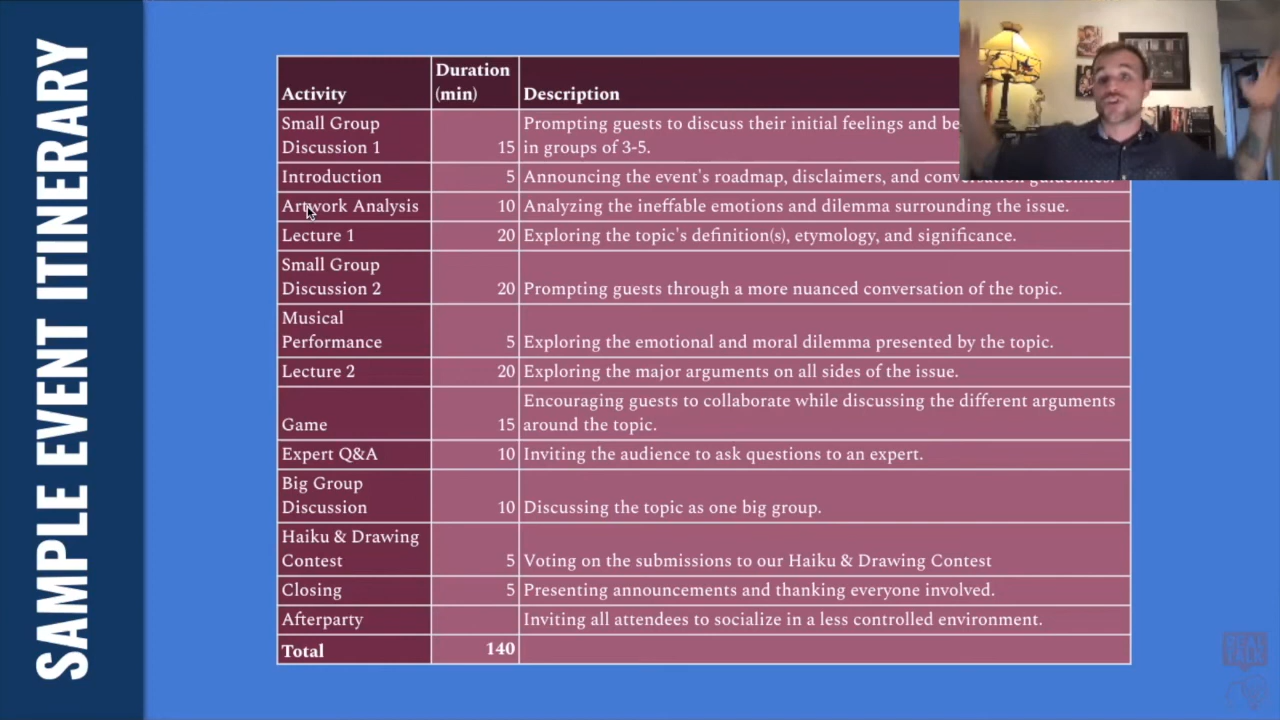 SAMPLE EVENT ITINERARY
Activity Duration (min) Description
Small Group Discussion 1 15 Prompting guests to discuss their initial feelings and
in groups of 3-5.
Introduction 5 Announcing the event's roadmap, disclaimers, and conversation guidelines.
Artwork Analysis 10 Analyzing the ineffable emotions and dilemma surrounding the issue.
Lecture 1 20 Exploring the topic's definition(s), etymology, and significance.
Small Group Discussion 2 20 Prompting guests through a more nuanced conversation of the topic.
Musical Performance 5 Exploring the emotional and moral dilemma presented by the topic.
Lecture 2 20 Exploring the major arguments on all sides of the issue.
Game 15 Encouraging guests to collaborate while discussing the different arguments
around the topic.
Expert Q&A 10 Inviting the audience to ask questions to an expert.
Big Group Discussion 10 Discussing the topic as one big group.
Haiku & Drawing Contest 5 Voting on the submissions to our Haiku & Drawing Contest
Closing 5 Presenting announcements and thanking everyone involved.
Afterparty Inviting all attendees to socialize in a less controlled environment.
Total 140